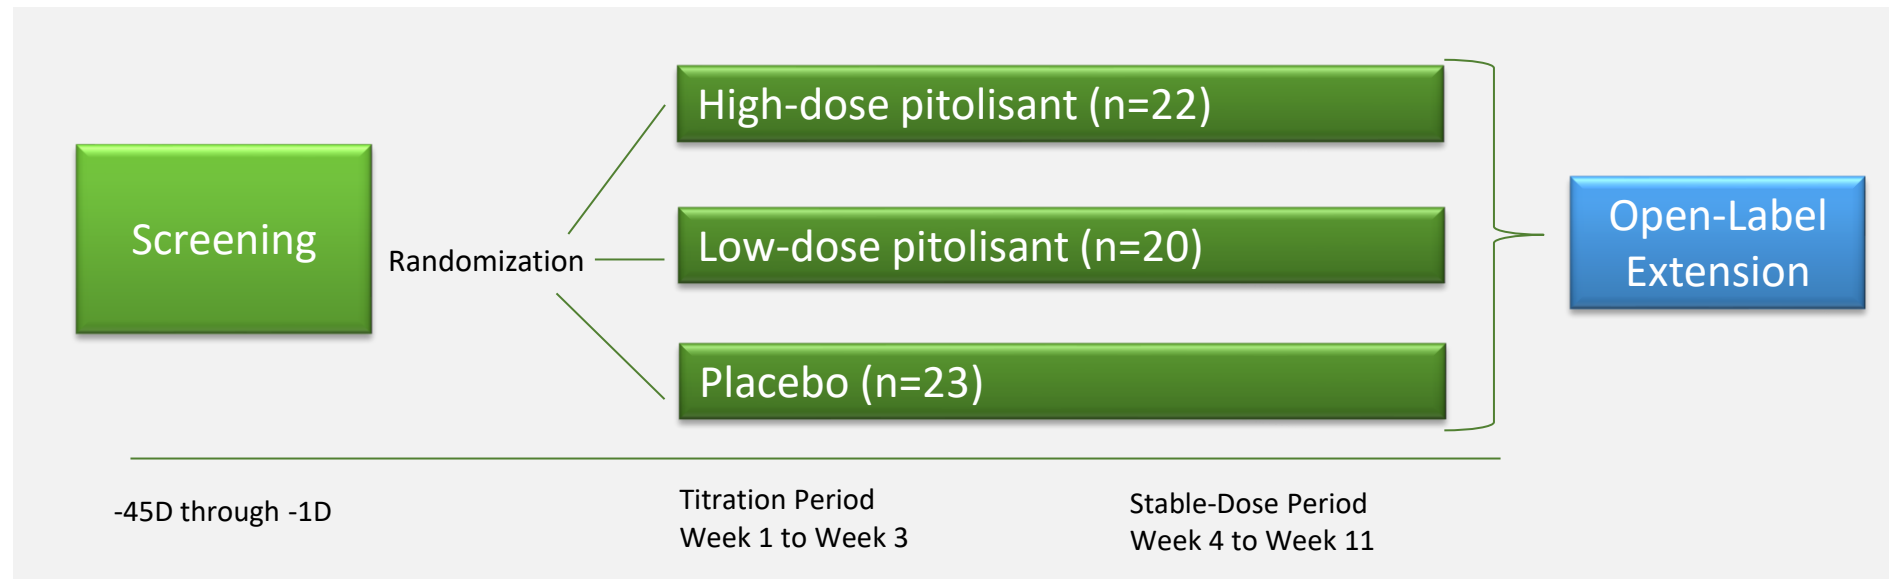 Screening
Randomization
High-dose pitolisant (n=22)
Low-dose pitolisant (n=20)
Placebo (n=23)
Open-Label
Extension
-45D through -1D
Titration Period
Week 1 to Week 3
Stable-Dose Period
Week 4 to Week 11